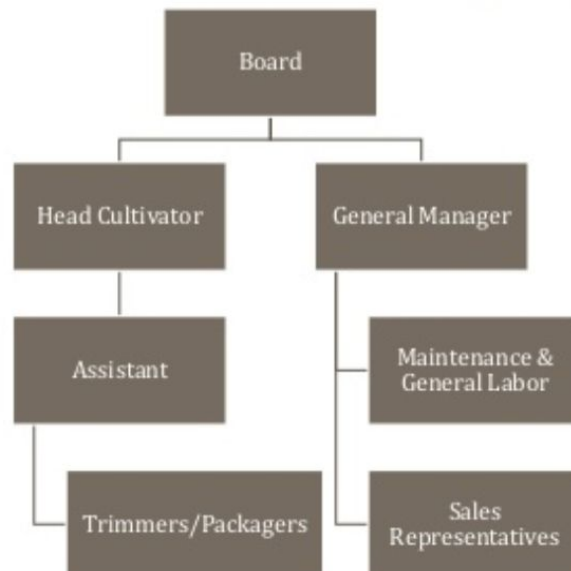 Board
Head Cultivator
General Manager
Assistant
Maintenance &
General Labor
Trimmers/Packagers
Sales
Representatives